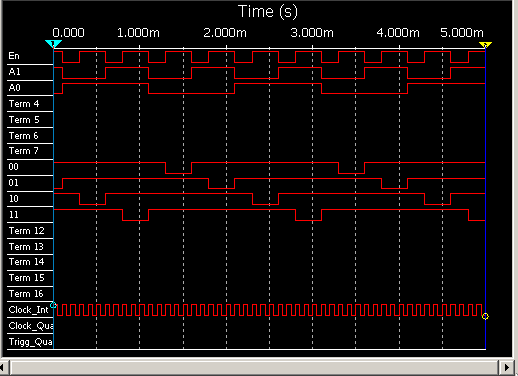 Time (s)
0.000 1.000m 2.000m 3.000m 4.000m 5.000m
En
A1
A0
Term 4
Term 5
Term 6
Term 7
00
01
10
11
Term 12
Term 13
Term 14
Term 15
Term 16
Clock_Int
Clock_Qua
Trigg_Qua